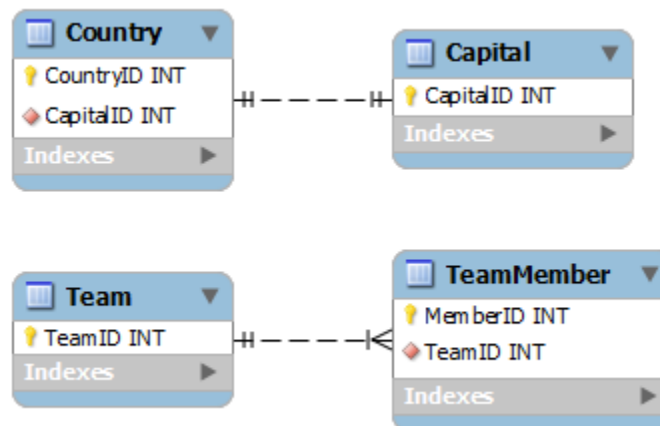 Country
CountryID INT
CapitalID INT
Indexes
Capital
CapitalID INT
Indexes
Team
TeamID INT
Indexes
TeamMember
MemberID INT
TeamID INT
Indexes